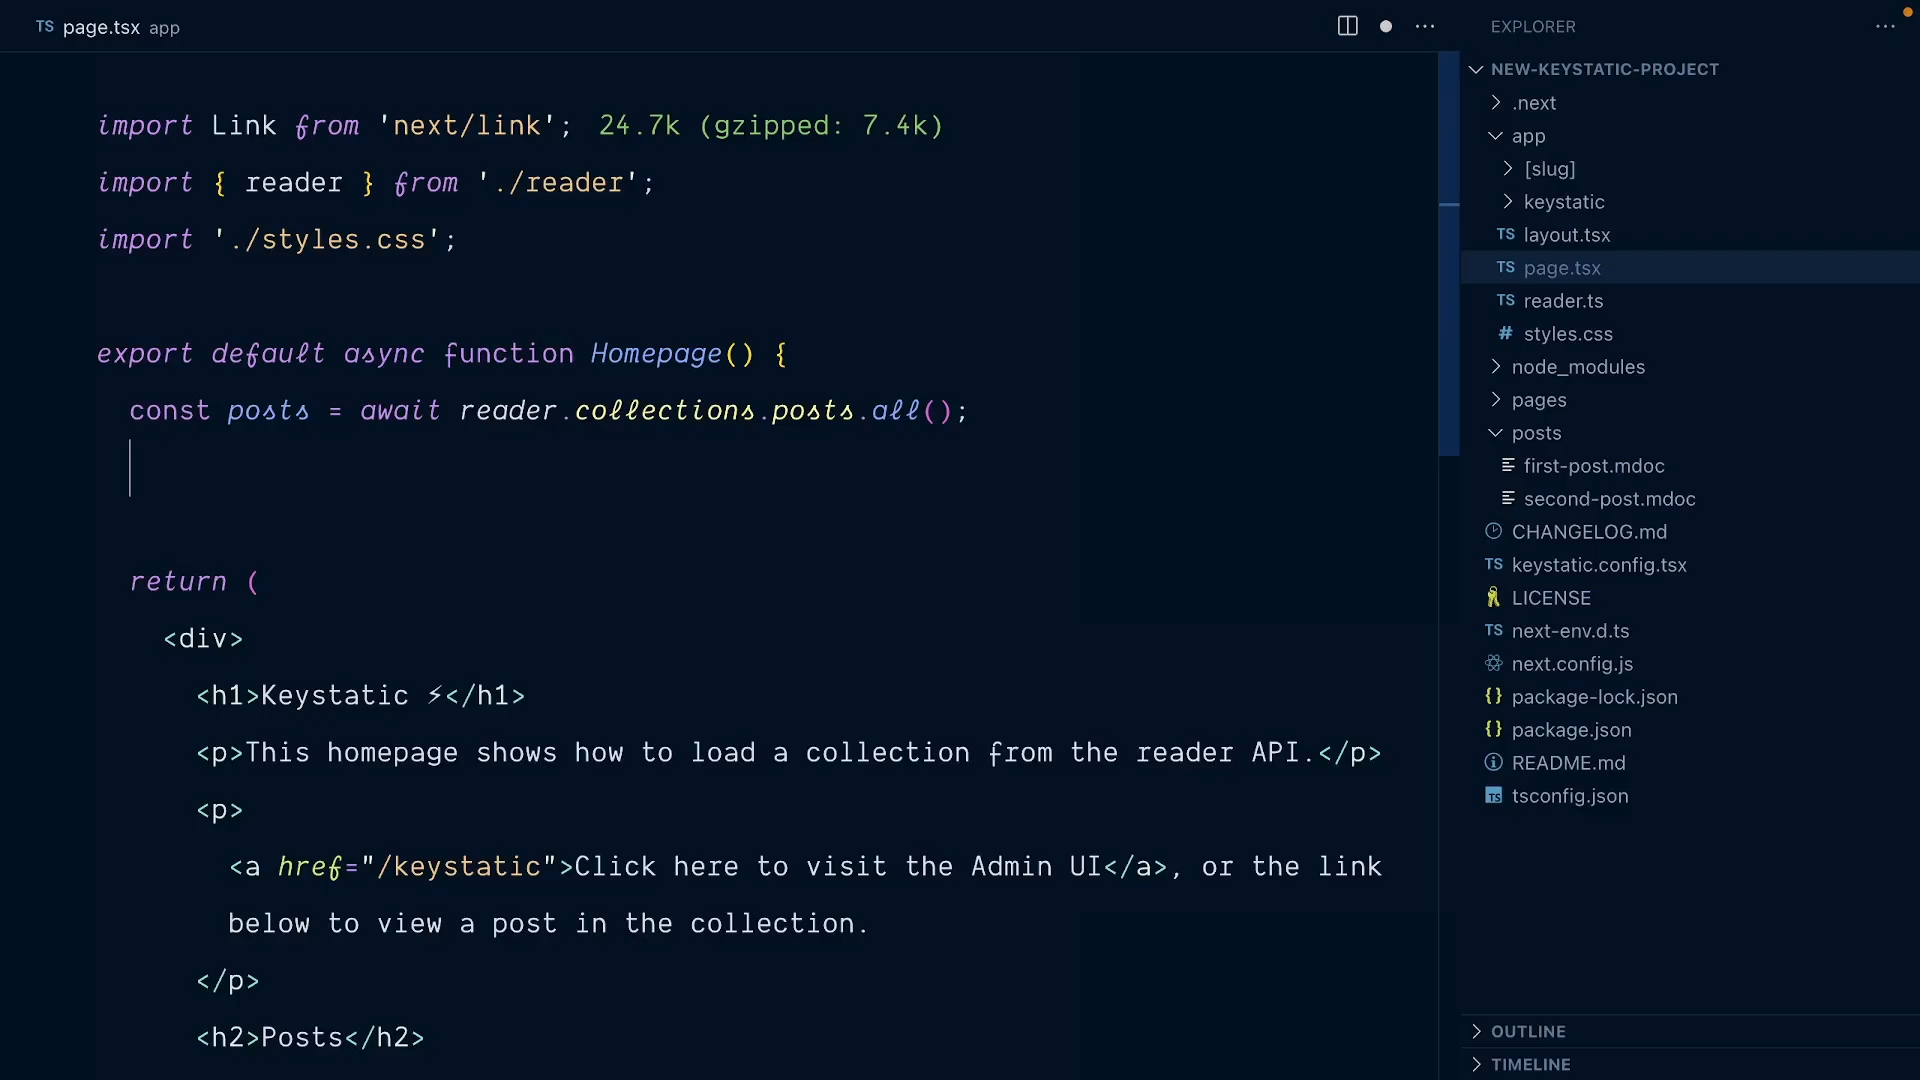 TS page.tsx app
import Link from 'next/link'; 24.7k (gzipped: 7.4k)
import { reader } from './reader';
import './styles.css';
export default async function Homepage() {
const posts = await reader.collections.posts.all();
return (
<div>
<h1>Keystatic ⚡</h1>
<p>This homepage shows how to load a collection from the reader API.</p>
<p>
<a href="/keystatic">Click here to visit the Admin UI</a>, or the link
below to view a post in the collection.
</p>
<h2>Posts</h2>
EXPLORER
NEW-KEYSTATIC-PROJECT
.next
app
[slug]
keystatic
TS layout.tsx
TS page.tsx
TS reader.ts
# styles.css
node_modules
pages
posts
first-post.mdoc
second-post.mdoc
CHANGELOG.md
TS keystatic.config.tsx
LICENSE
TS next-env.d.ts
next.config.js
{} package-lock.json
{} package.json
README.md
TS tsconfig.json
OUTLINE
TIMELINE